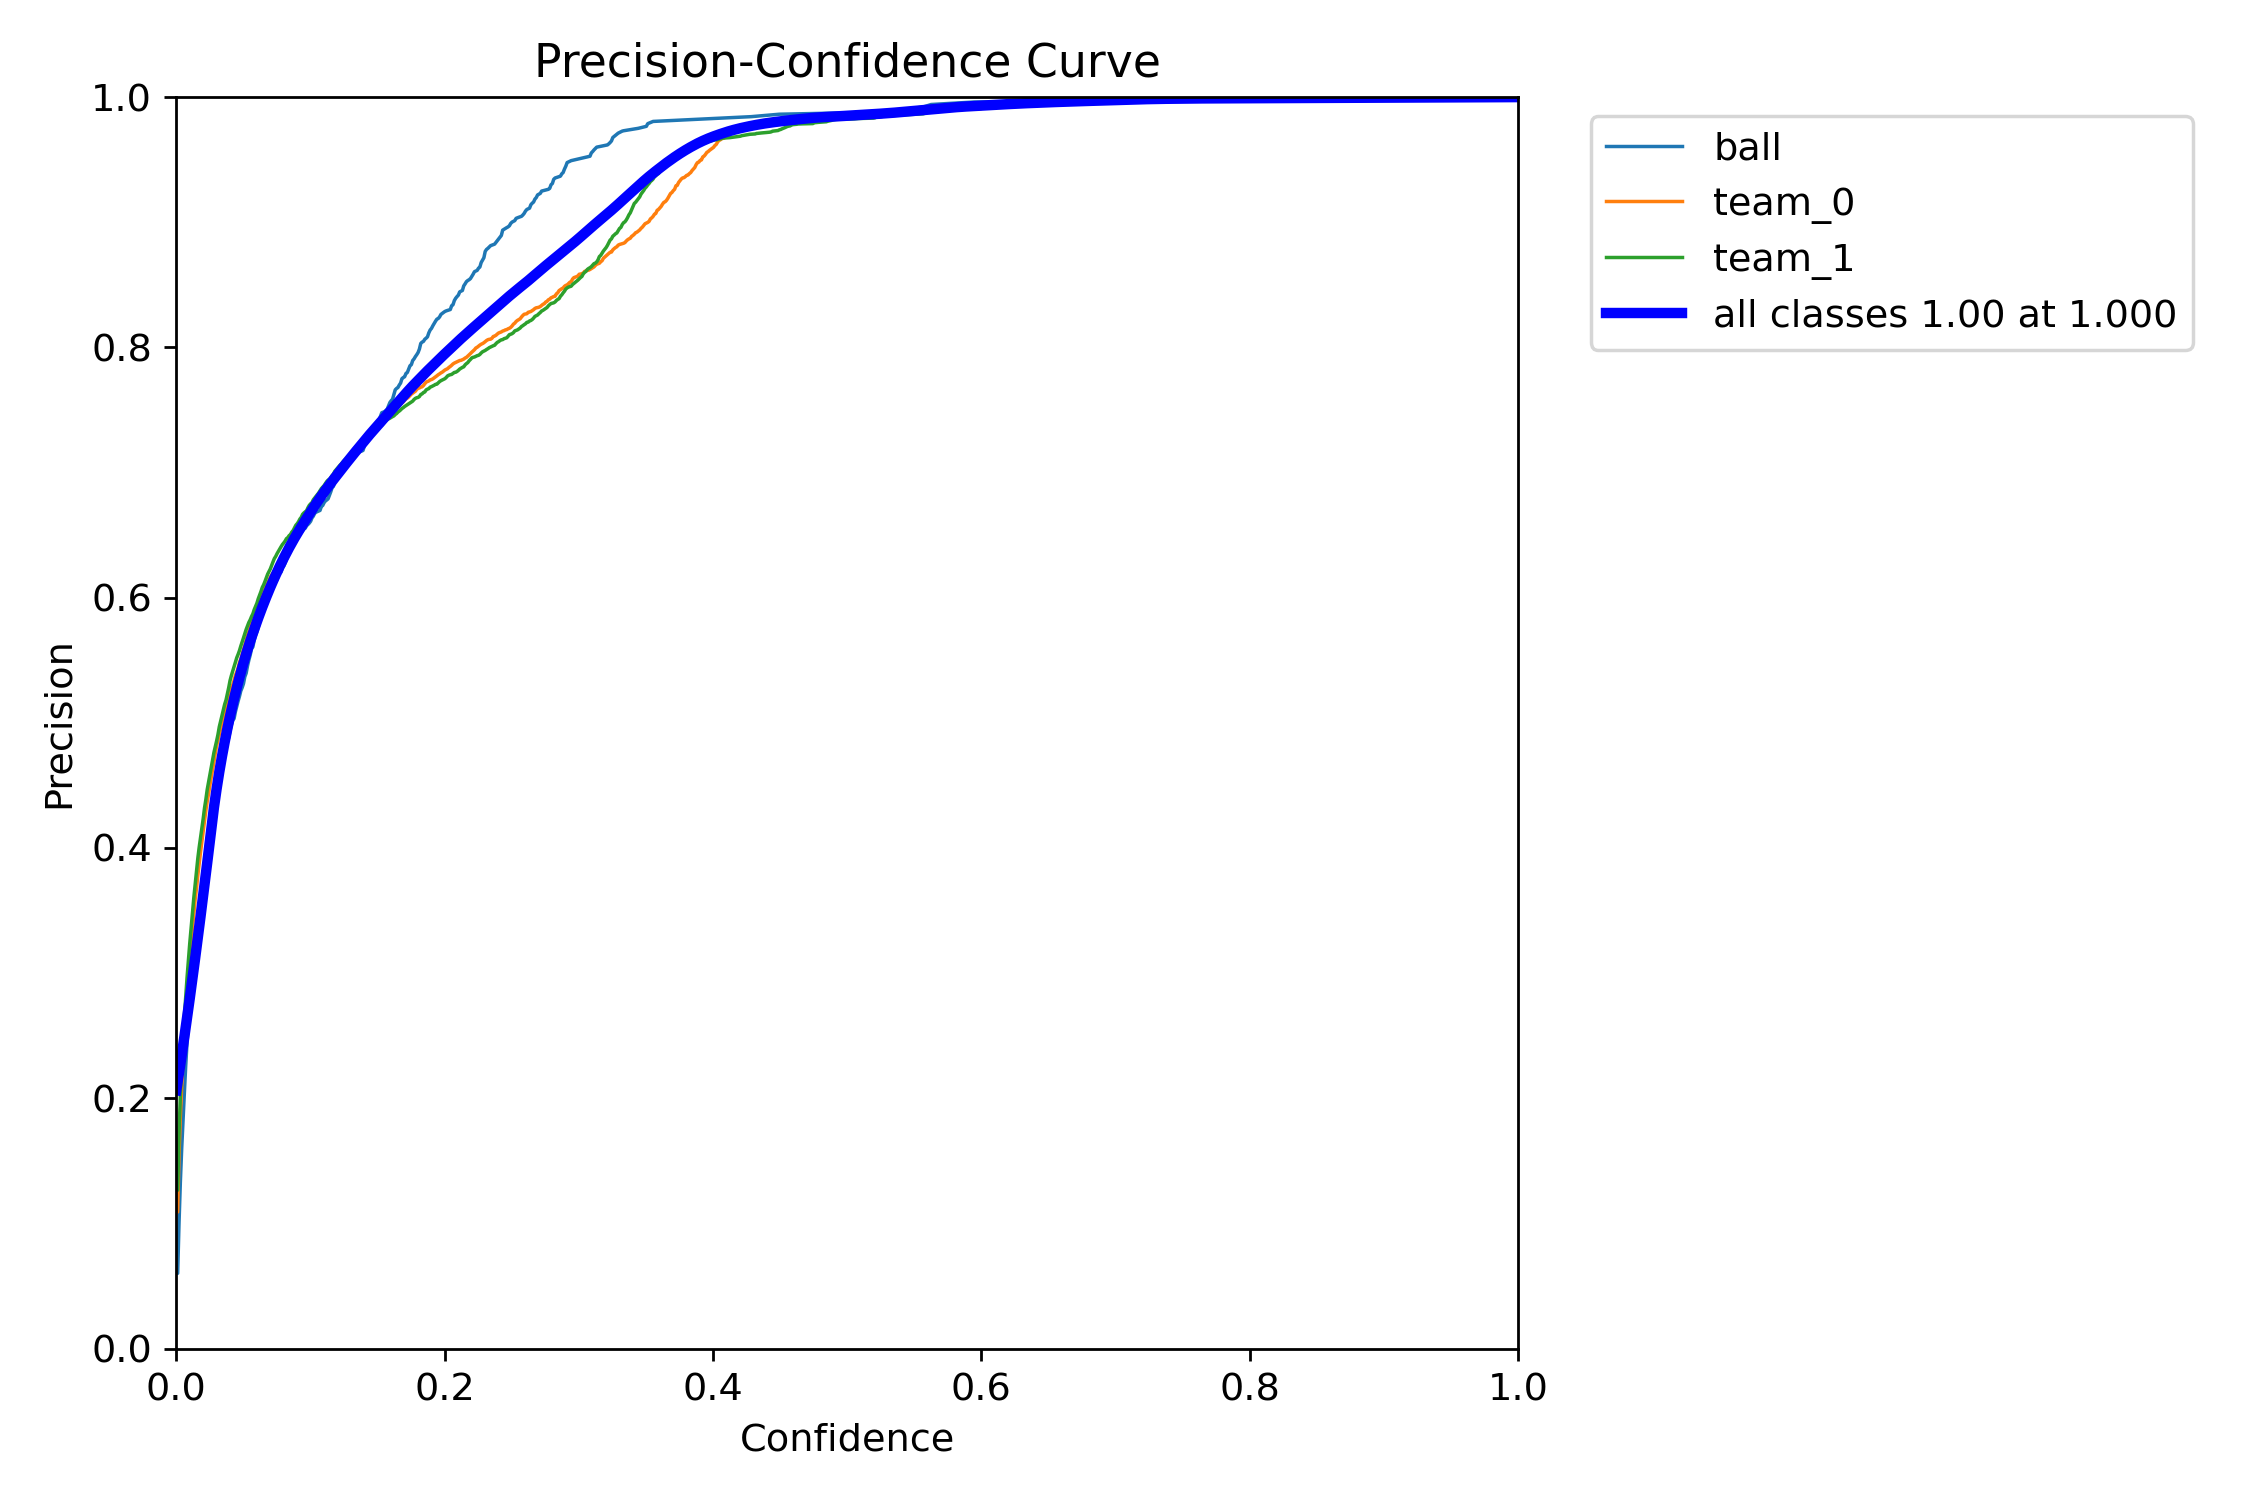 Precision-Confidence Curve
1.0
0.8
0.6
0.4
0.2
0.0
Precision
0.0 0.2 0.4 0.6 0.8 1.0
Confidence
ball
team_0
team_1
all classes 1.00 at 1.000